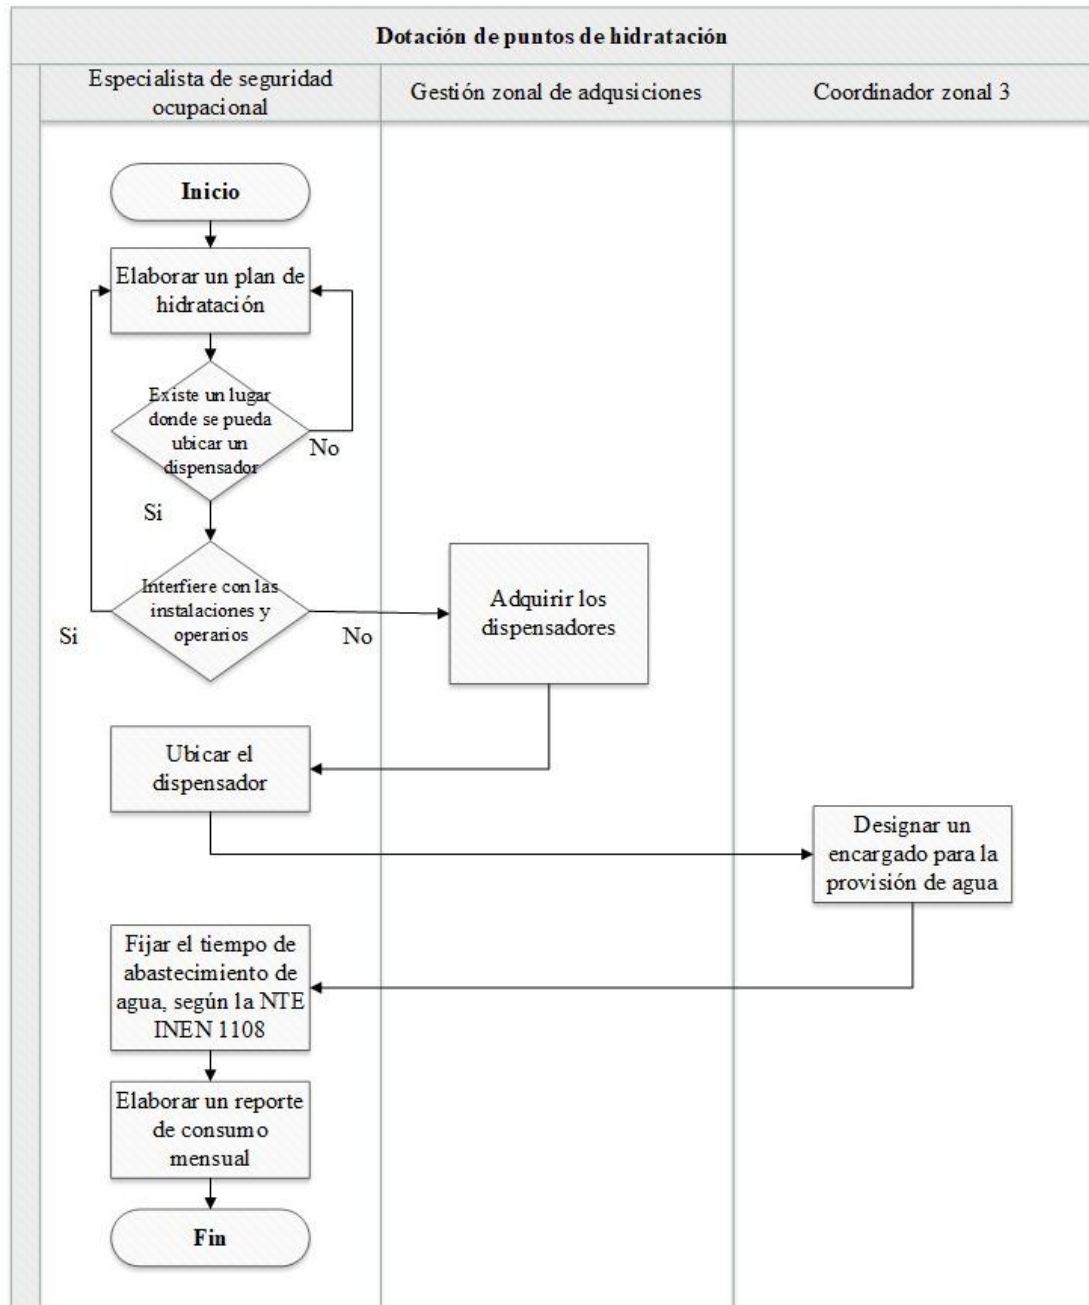 Dotación de puntos de hidratación
Especialista de seguridad
ocupacional
Gestión zonal de adqusiciones
Coordinador zonal 3
Inicio
Elaborar un plan de
hidratación
Existe un lugar
donde se pueda
ubicar un
dispensador
No
Si
Interfiere con las
instalaciones y
operarios
Si
No
Adquirir los
dispensadores
Ubicar el
dispensador
Designar un
encargado para la
provisión de agua
Fijar el tiempo de
abastecimiento de
agua, según la NTE
INEN 1108
Elaborar un reporte
de consumo
mensual
Fin